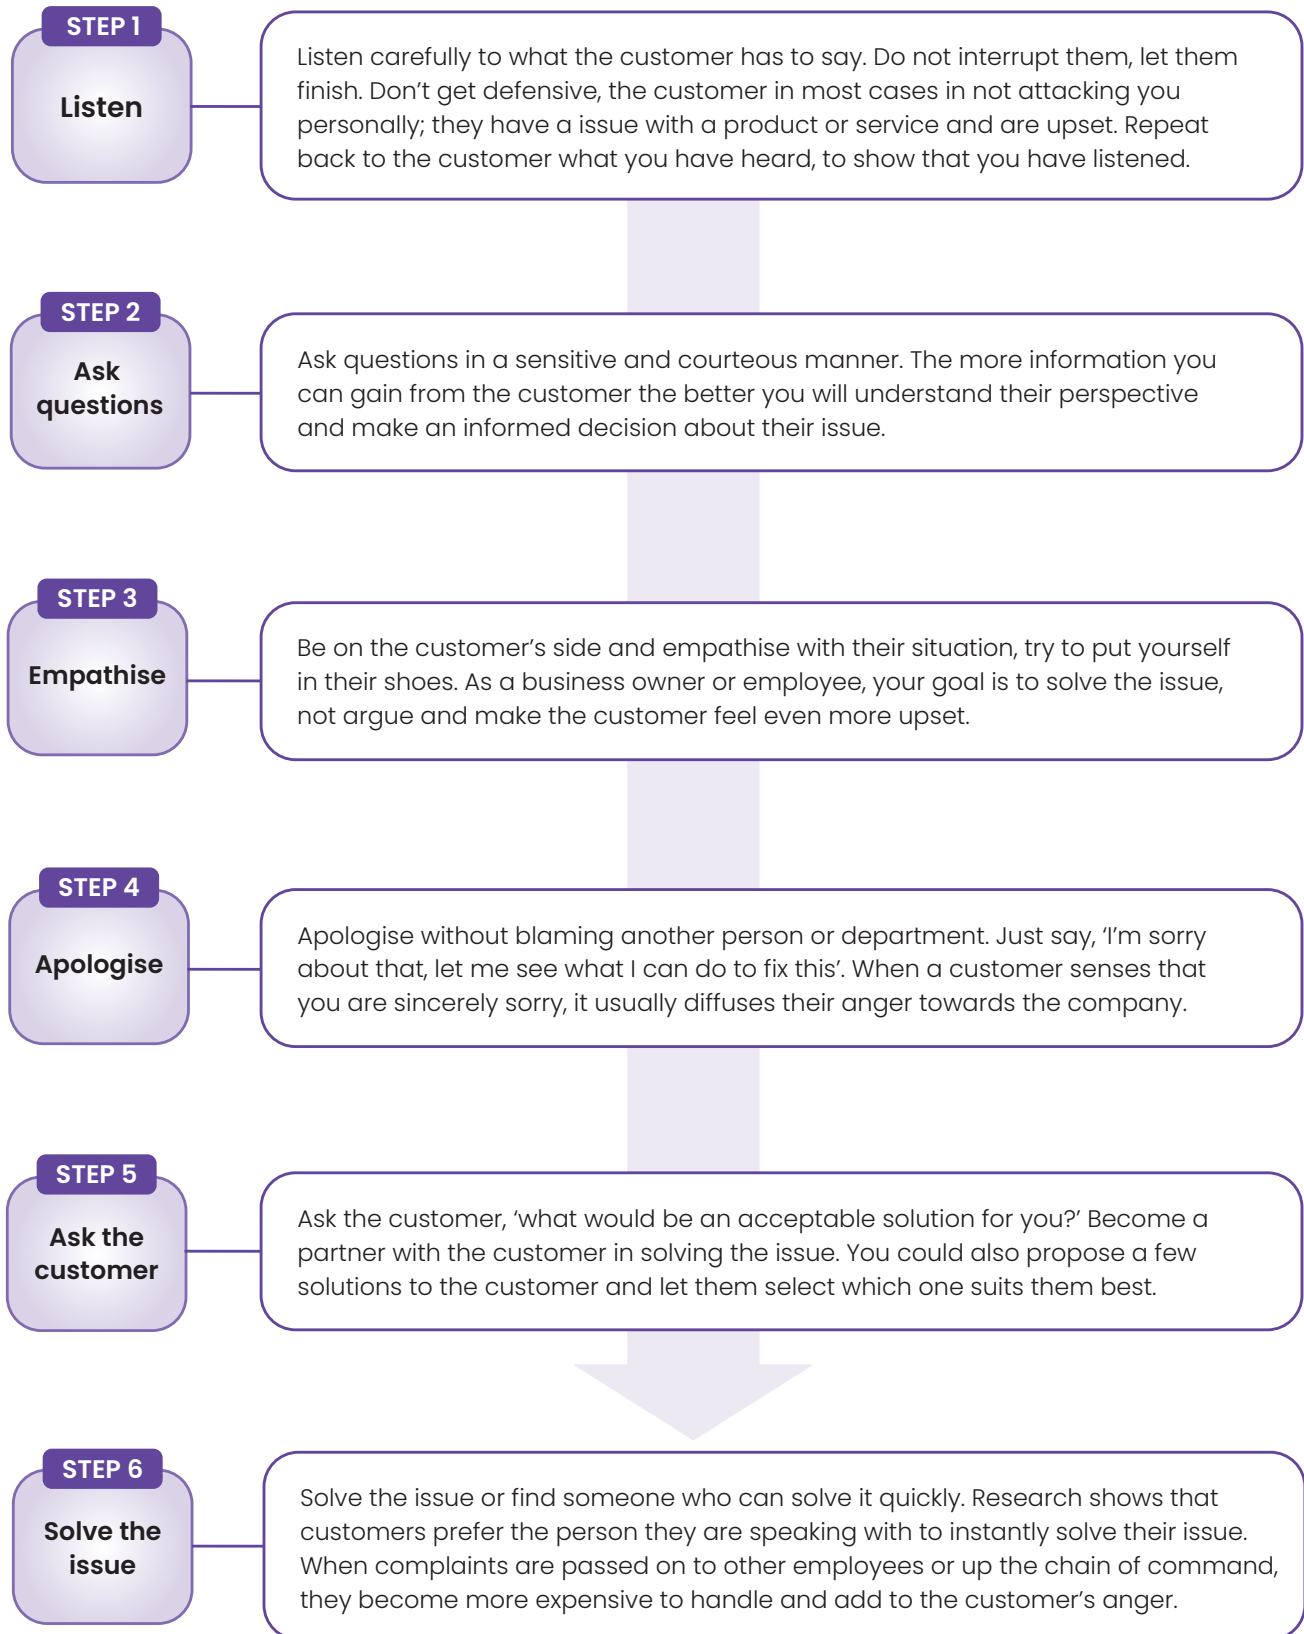 STEP 1
Listen
Listen carefully to what the customer has to say. Do not interrupt them, let them
finish. Don’t get defensive, the customer in most cases in not attacking you
personally; they have a issue with a product or service and are upset. Repeat
back to the customer what you have heard, to show that you have listened.
STEP 2
Ask
questions
Ask questions in a sensitive and courteous manner. The more information you
can gain from the customer the better you will understand their perspective
and make an informed decision about their issue.
STEP 3
Empathise
Be on the customer’s side and empathise with their situation, try to put yourself
in their shoes. As a business owner or employee, your goal is to solve the issue,
not argue and make the customer feel even more upset.
STEP 4
Apologise
Apologise without blaming another person or department. Just say, ‘I’m sorry
about that, let me see what I can do to fix this’. When a customer senses that
you are sincerely sorry, it usually diffuses their anger towards the company.
STEP 5
Ask the
customer
Ask the customer, ‘what would be an acceptable solution for you?’ Become a
partner with the customer in solving the issue. You could also propose a few
solutions to the customer and let them select which one suits them best.
STEP 6
Solve the
issue
Solve the issue or find someone who can solve it quickly. Research shows that
customers prefer the person they are speaking with to instantly solve their issue.
When complaints are passed on to other employees or up the chain of command,
they become more expensive to handle and add to the customer’s anger.